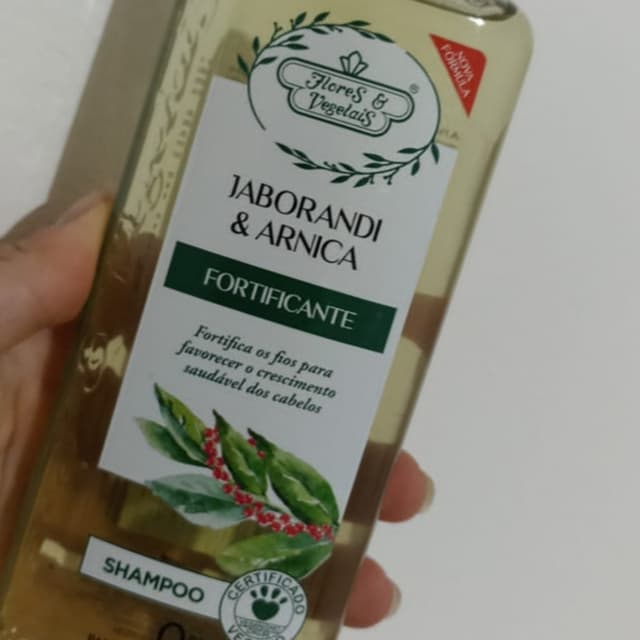 Flores &
Vegetais
®
NOVA
FÓRMULA
JABORANDI
& ARNICA
FORTIFICANTE
Fortifica os fios para
favorecer o crescimento
saudável dos cabelos
SHAMPOO
CERTIFICADO